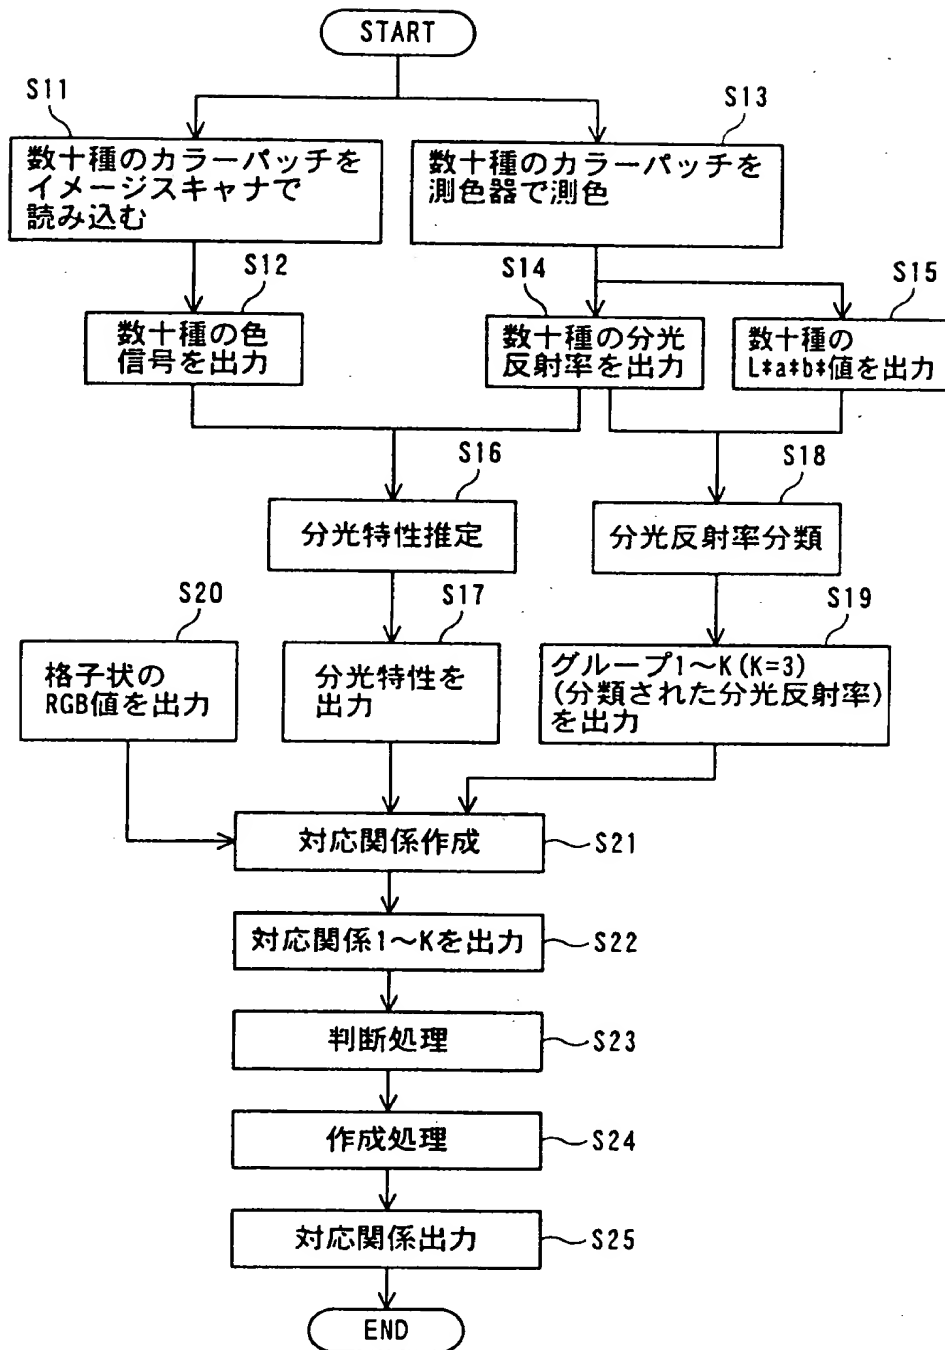 START
S11
数十種のカラーパッチを
イメージスキャナで
読み込む
S13
数十種のカラーパッチを
測色器で測色
S12
数十種の色
信号を出力
S14
数十種の分光
反射率を出力
S15
数十種の
L*a*b*値を出力
S16
分光特性推定
S18
分光反射率分類
S20
格子状の
RGB値を出力
S17
分光特性を
出力
S19
グループ1～K(K=3)
(分類された分光反射率)
を出力
対応関係作成
S21
対応関係1～Kを出力
S22
判断処理
S23
作成処理
S24
対応関係出力
S25
END